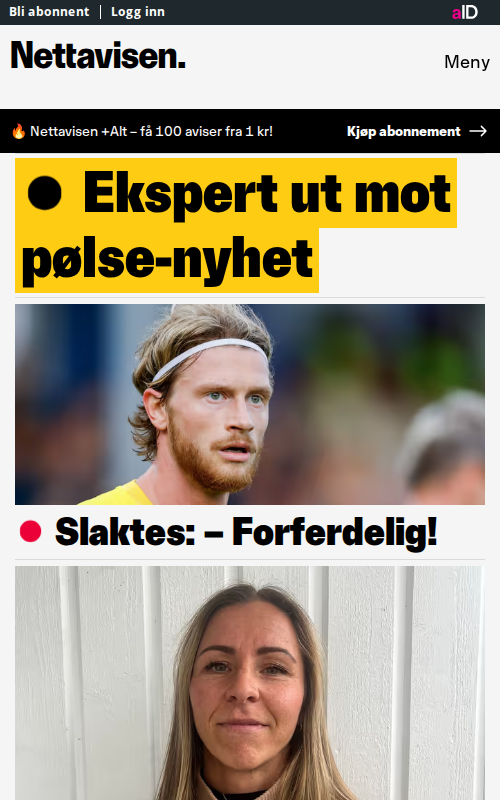 Bli abonnent | Logg inn
aID
Nettavisen.
Meny
🔥 Nettavisen +Alt – få 100 aviser fra 1 kr!
Kjøp abonnement →
Ekspert ut mot
pølse-nyhet
Slaktes: – Forferdelig!